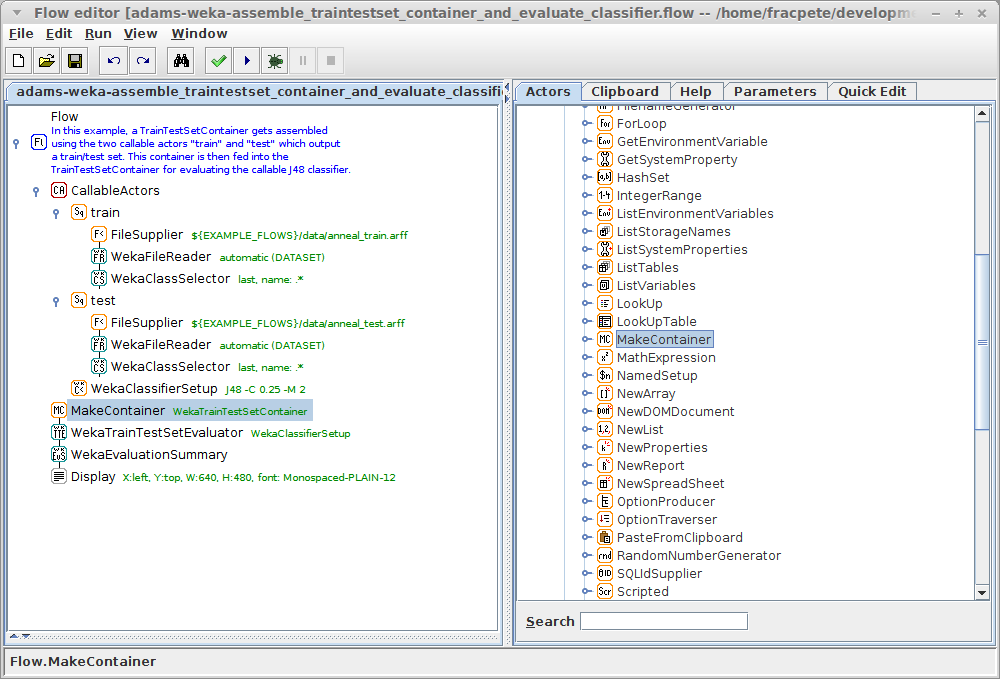 Flow editor [adams-weka-assemble_traintestset_container_and_evaluate_classifier.flow -- /home/fracpete/developm
File Edit Run View Window
adams-weka-assemble_traintestset_container_and_evaluate_classifi
Flow
In this example, a TrainTestSetContainer gets assembled
using the two callable actors "train" and "test" which output
a train/test set. This container is then fed into the
TrainTestSetContainer for evaluating the callable J48 classifier.
CallableActors
train
FileSupplier ${EXAMPLE_FLOWS}/data/anneal_train.arff
WekaFileReader automatic (DATASET)
WekaClassSelector last, name: .*
test
FileSupplier ${EXAMPLE_FLOWS}/data/anneal_test.arff
WekaFileReader automatic (DATASET)
WekaClassSelector last, name: .*
WekaClassifierSetup J48 -C 0.25 -M 2
MakeContainer WekaTrainTestSetContainer
WekaTrainTestSetEvaluator WekaClassifierSetup
WekaEvaluationSummary
Display X:left, Y:top, W:640, H:480, font: Monospaced-PLAIN-12
Actors Clipboard Help Parameters Quick Edit
FilenameGenerator
ForLoop
GetEnvironmentVariable
GetSystemProperty
HashSet
IntegerRange
ListEnvironmentVariables
ListStorageNames
ListSystemProperties
ListTables
ListVariables
LookUp
LookUpTable
MakeContainer
MathExpression
NamedSetup
NewArray
NewDOMDocument
NewList
NewProperties
NewReport
NewSpreadSheet
OptionProducer
OptionTraverser
PasteFromClipboard
RandomNumberGenerator
SQLIdSupplier
Scripted
Search
Flow.MakeContainer